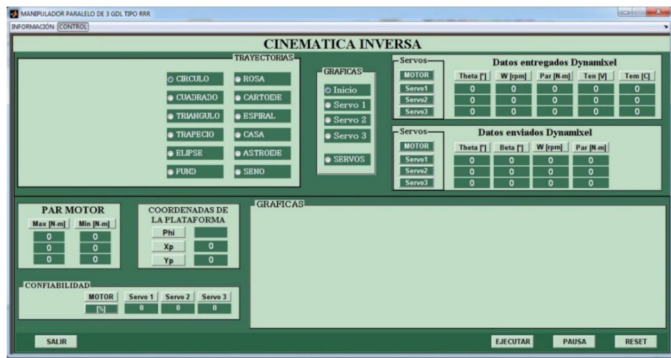 MANIPULADOR PARALELO DE 3 GDL TIPO RRR
INFORMACIÓN CONTROL
CINEMATICA INVERSA
TRAYECTORIAS
CIRCULO ROSA
CUADRADO CARTOIDE
TRIANGULO ESPIRAL
TRAPECIO CASA
ELIPSE ASTROIDE
FUND SENO
GRAFICAS
Inicio
Servo 1
Servo 2
Servo 3
SERVOS
Servos Datos entregados Dynamixel
MOTOR Theta [°] W [rpm] Par [N-m] Ten [V] Tem [C]
Servo1 0 0 0 0 0
Servo2 0 0 0 0 0
Servo3 0 0 0 0 0
Servos Datos enviados Dynamixel
MOTOR Theta [°] Beta [°] W [rpm] Par [N-m]
Servo1 0 0 0 0
Servo2 0 0 0 0
Servo3 0 0 0 0
PAR MOTOR
Max [N-m] Min [N-m]
0 0
0 0
0 0
COORDENADAS DE
LA PLATAFORMA
Phi
Xp 0
Yp 0
GRAFICAS
CONFIABILIDAD
MOTOR Servo 1 Servo 2 Servo 3
[%] 0 0 0
SALIR EJECUTAR PAUSA RESET